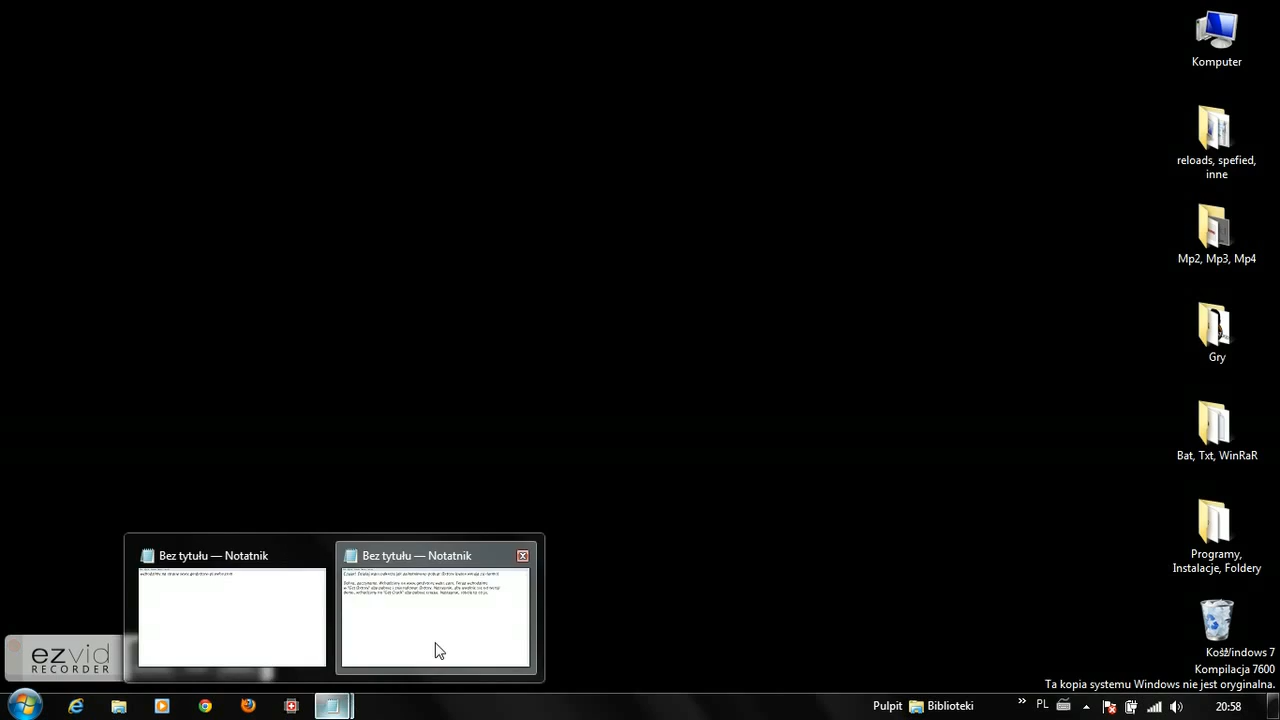 Komputer
reloads, spefied,
inne
Mp2, Mp3, Mp4
Gry
Bat, Txt, WinRaR
Programy,
Instalacje, Foldery
Kosz
Windows 7
Kompilacja 7600
Ta kopia systemu Windows nie jest oryginalna.
Bez tytułu — Notatnik
Bez tytułu — Notatnik
ezvid
RECORDER
Pulpit
Biblioteki
»
PL
20:58